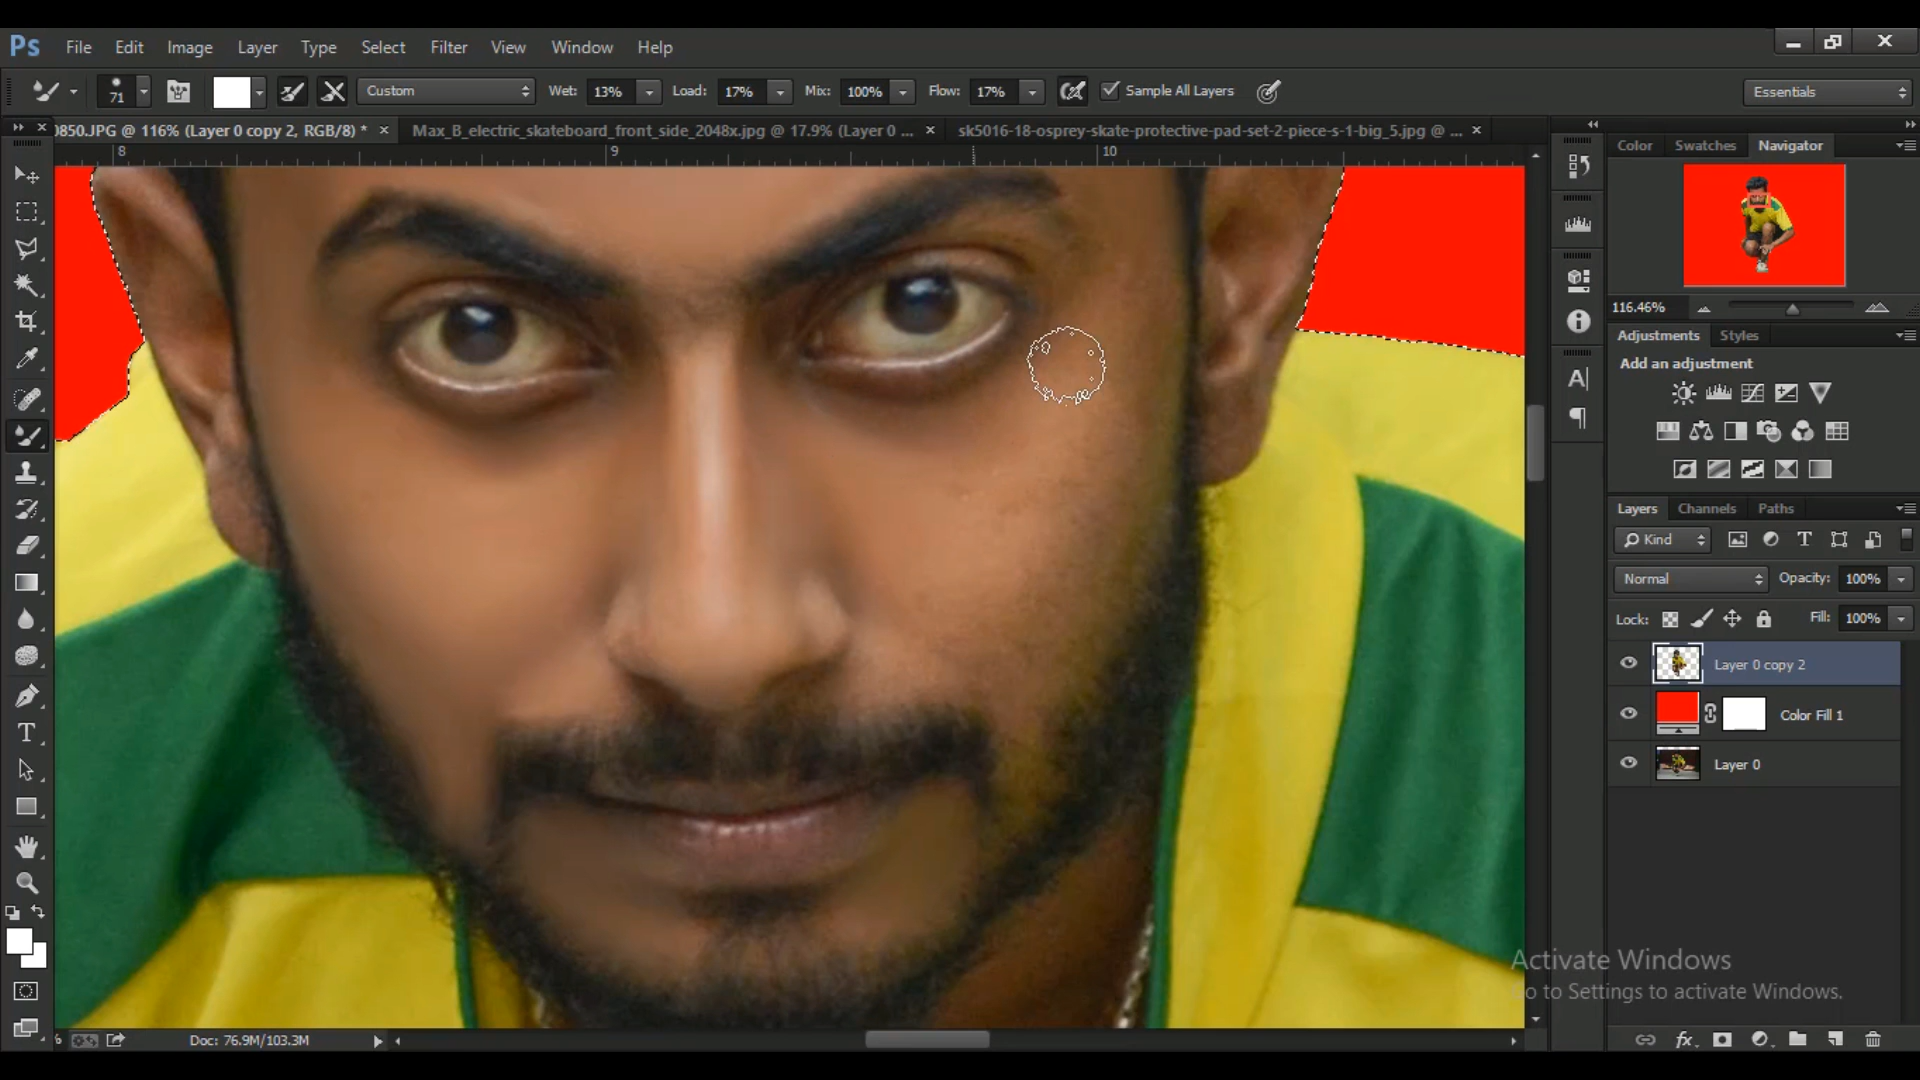 Ps File Edit Image Layer Type Select Filter View Window Help
71 Custom Wet: 13% Load: 17% Mix: 100% Flow: 17% Sample All Layers Essentials
0850.JPG @ 116% (Layer 0 copy 2, RGB/8) * × Max_B_electric_skateboard_front_side_2048x.jpg @ 17.9% (Layer 0 ... × sk5016-18-osprey-skate-protective-pad-set-2-piece-s-1-big_5.jpg @ ... ×
8 9 10
Color Swatches Navigator
116.46%
Adjustments Styles
Add an adjustment
Layers Channels Paths
Kind
Normal Opacity: 100%
Lock: Fill: 100%
Layer 0 copy 2
Color Fill 1
Layer 0
Activate Windows
Go to Settings to activate Windows.
% Doc: 76.9M/103.3M